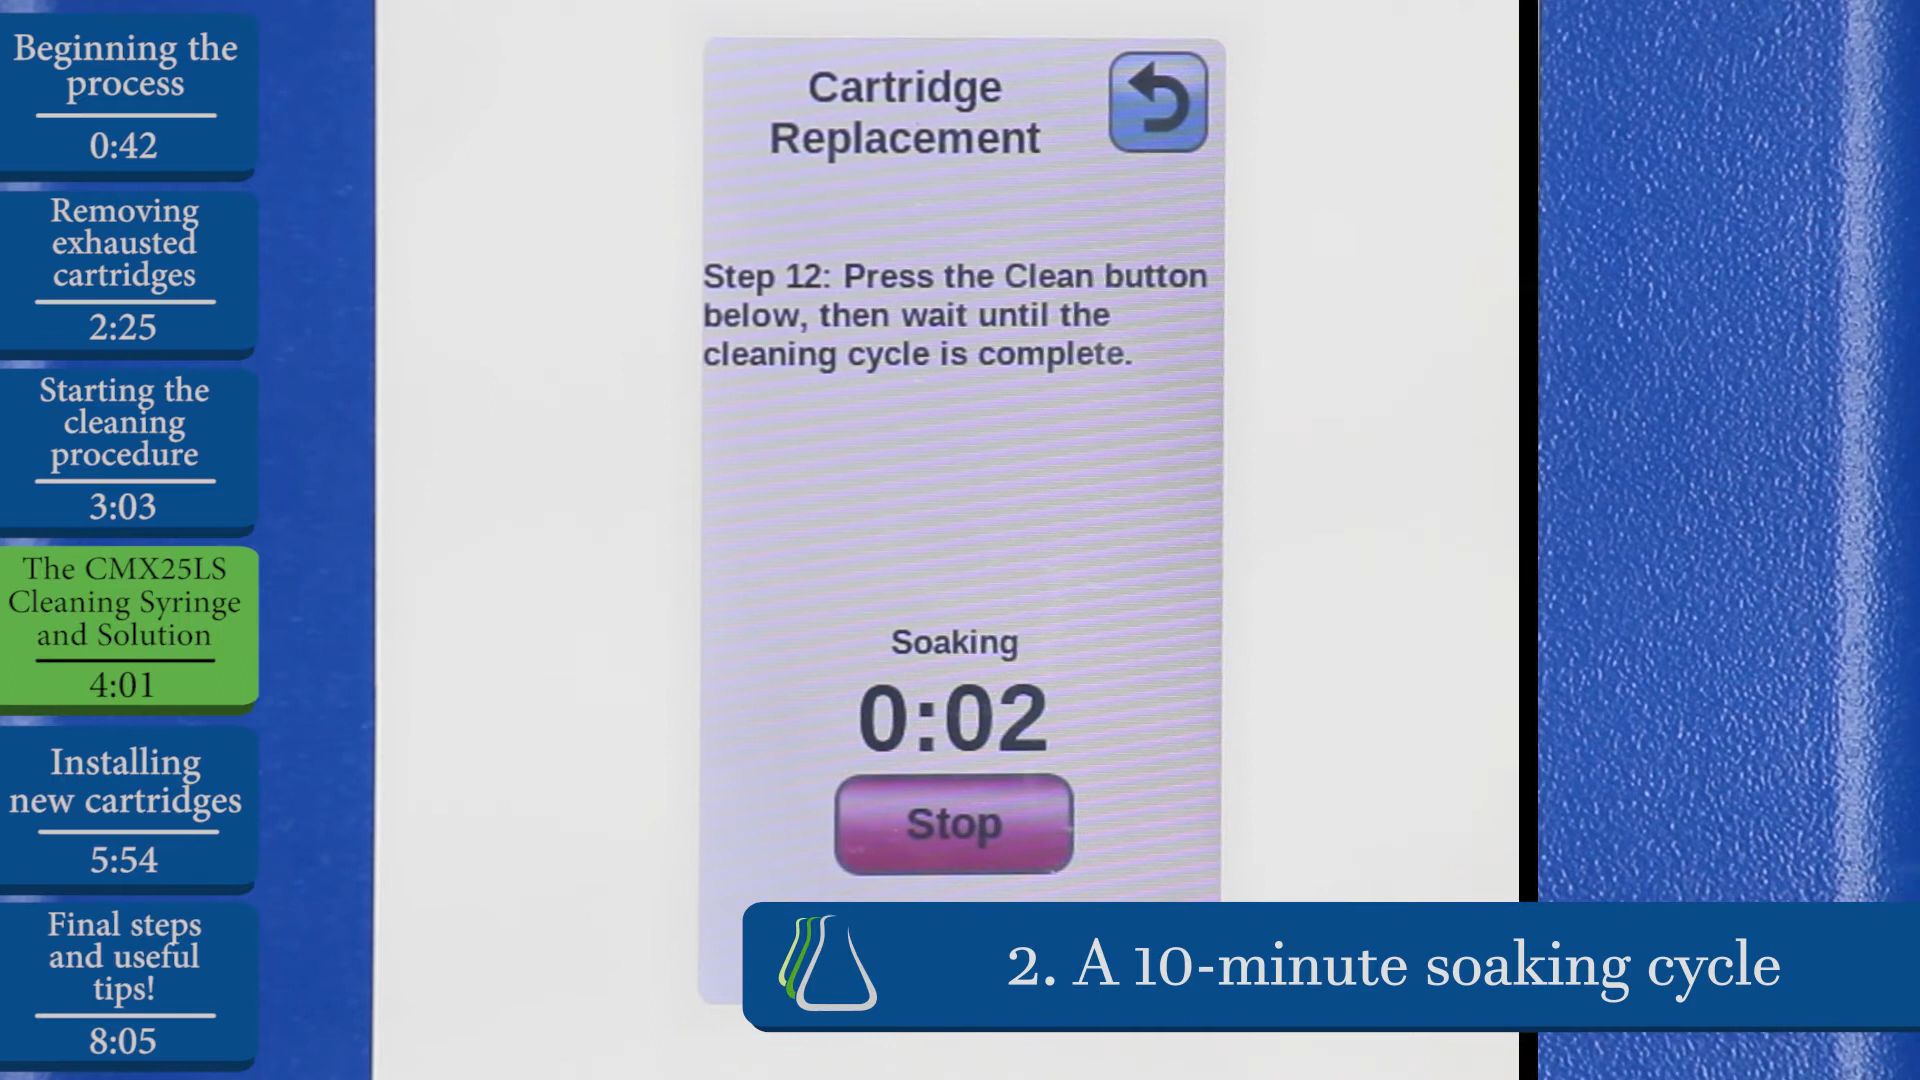 Beginning the
process
0:42
Removing
exhausted
cartridges
2:25
Starting the
cleaning
procedure
3:03
The CMX25LS
Cleaning Syringe
and Solution
4:01
Installing
new cartridges
5:54
Final steps
and useful
tips!
8:05
Cartridge
Replacement
Step 12: Press the Clean button
below, then wait until the
cleaning cycle is complete.
Soaking
0:02
Stop
2. A 10-minute soaking cycle